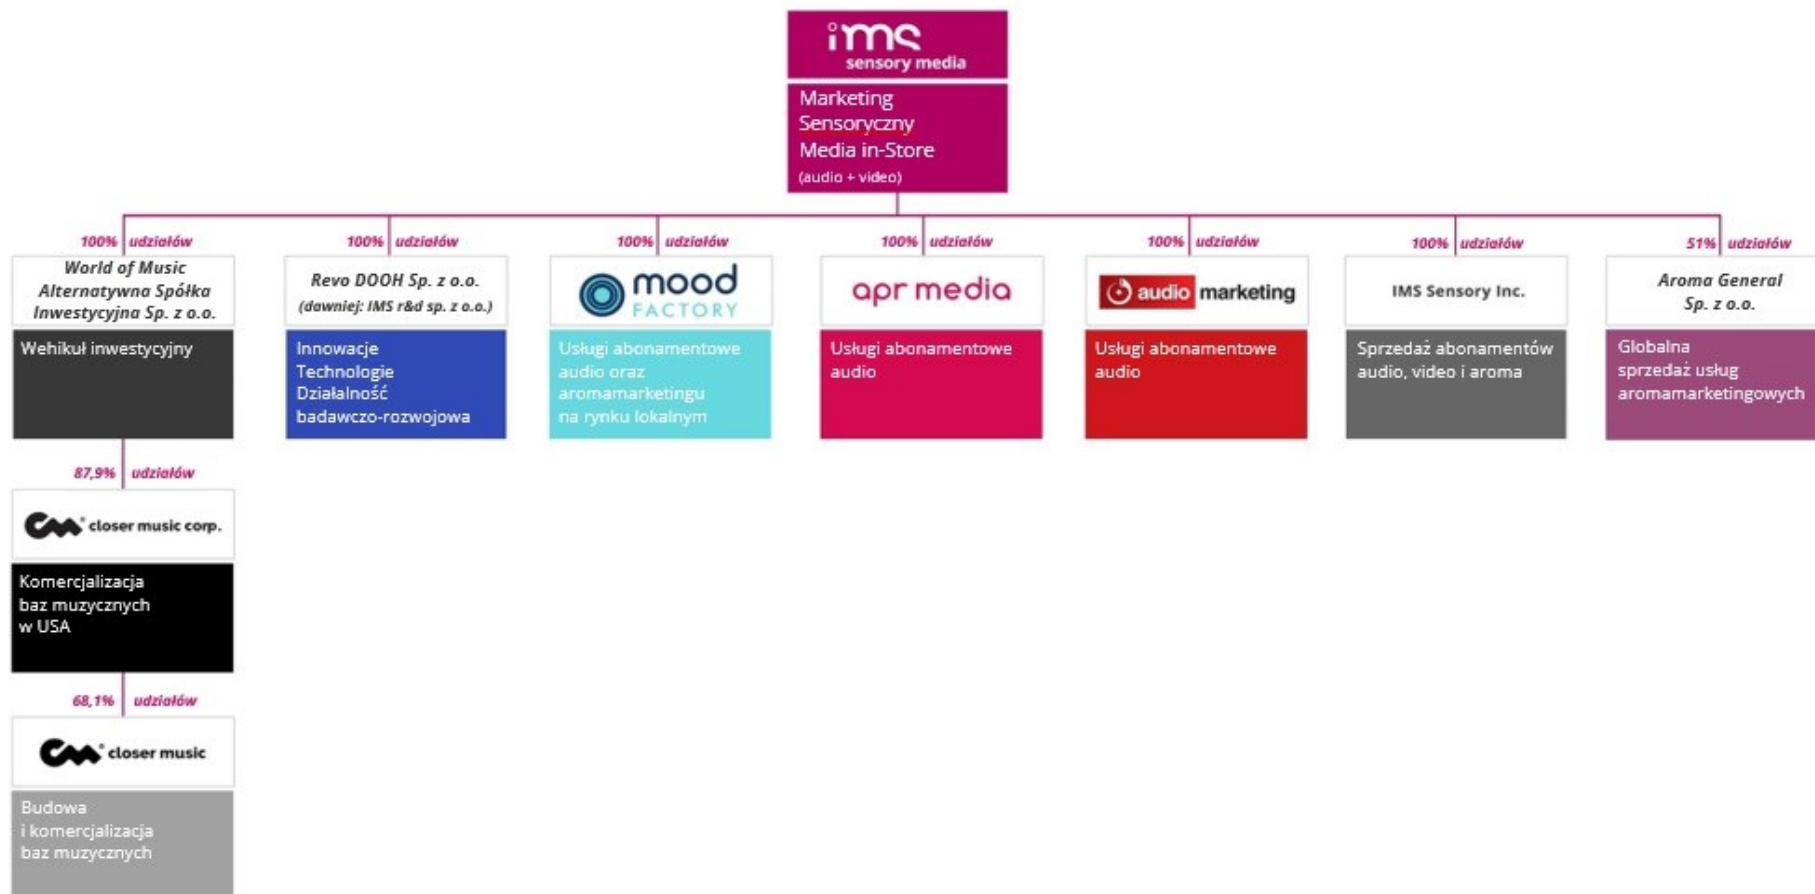 ims
sensory media
Marketing
Sensoryczny
Media in-Store
(audio + video)
100% udziałów
World of Music
Alternatywna Spółka
Inwestycyjna Sp. z o.o.
Wehikuł inwestycyjny
87,9% udziałów
cm closer music corp.
Komercjalizacja
baz muzycznych
w USA
68,1% udziałów
cm closer music
Budowa
i komercjalizacja
baz muzycznych
100% udziałów
Revo DOOH Sp. z o.o.
(dawniej: IMS r&d sp. z o.o.)
Innowacje
Technologie
Działalność
badawczo-rozwojowa
100% udziałów
mood
FACTORY
Usługi abonamentowe
audio oraz
aromamarketingu
na rynku lokalnym
100% udziałów
apr media
Usługi abonamentowe
audio
100% udziałów
audio marketing
Usługi abonamentowe
audio
100% udziałów
IMS Sensory Inc.
Sprzedaż abonamentów
audio, video i aroma
51% udziałów
Aroma General
Sp. z o.o.
Globalna
sprzedaż usług
aromamarketingowych